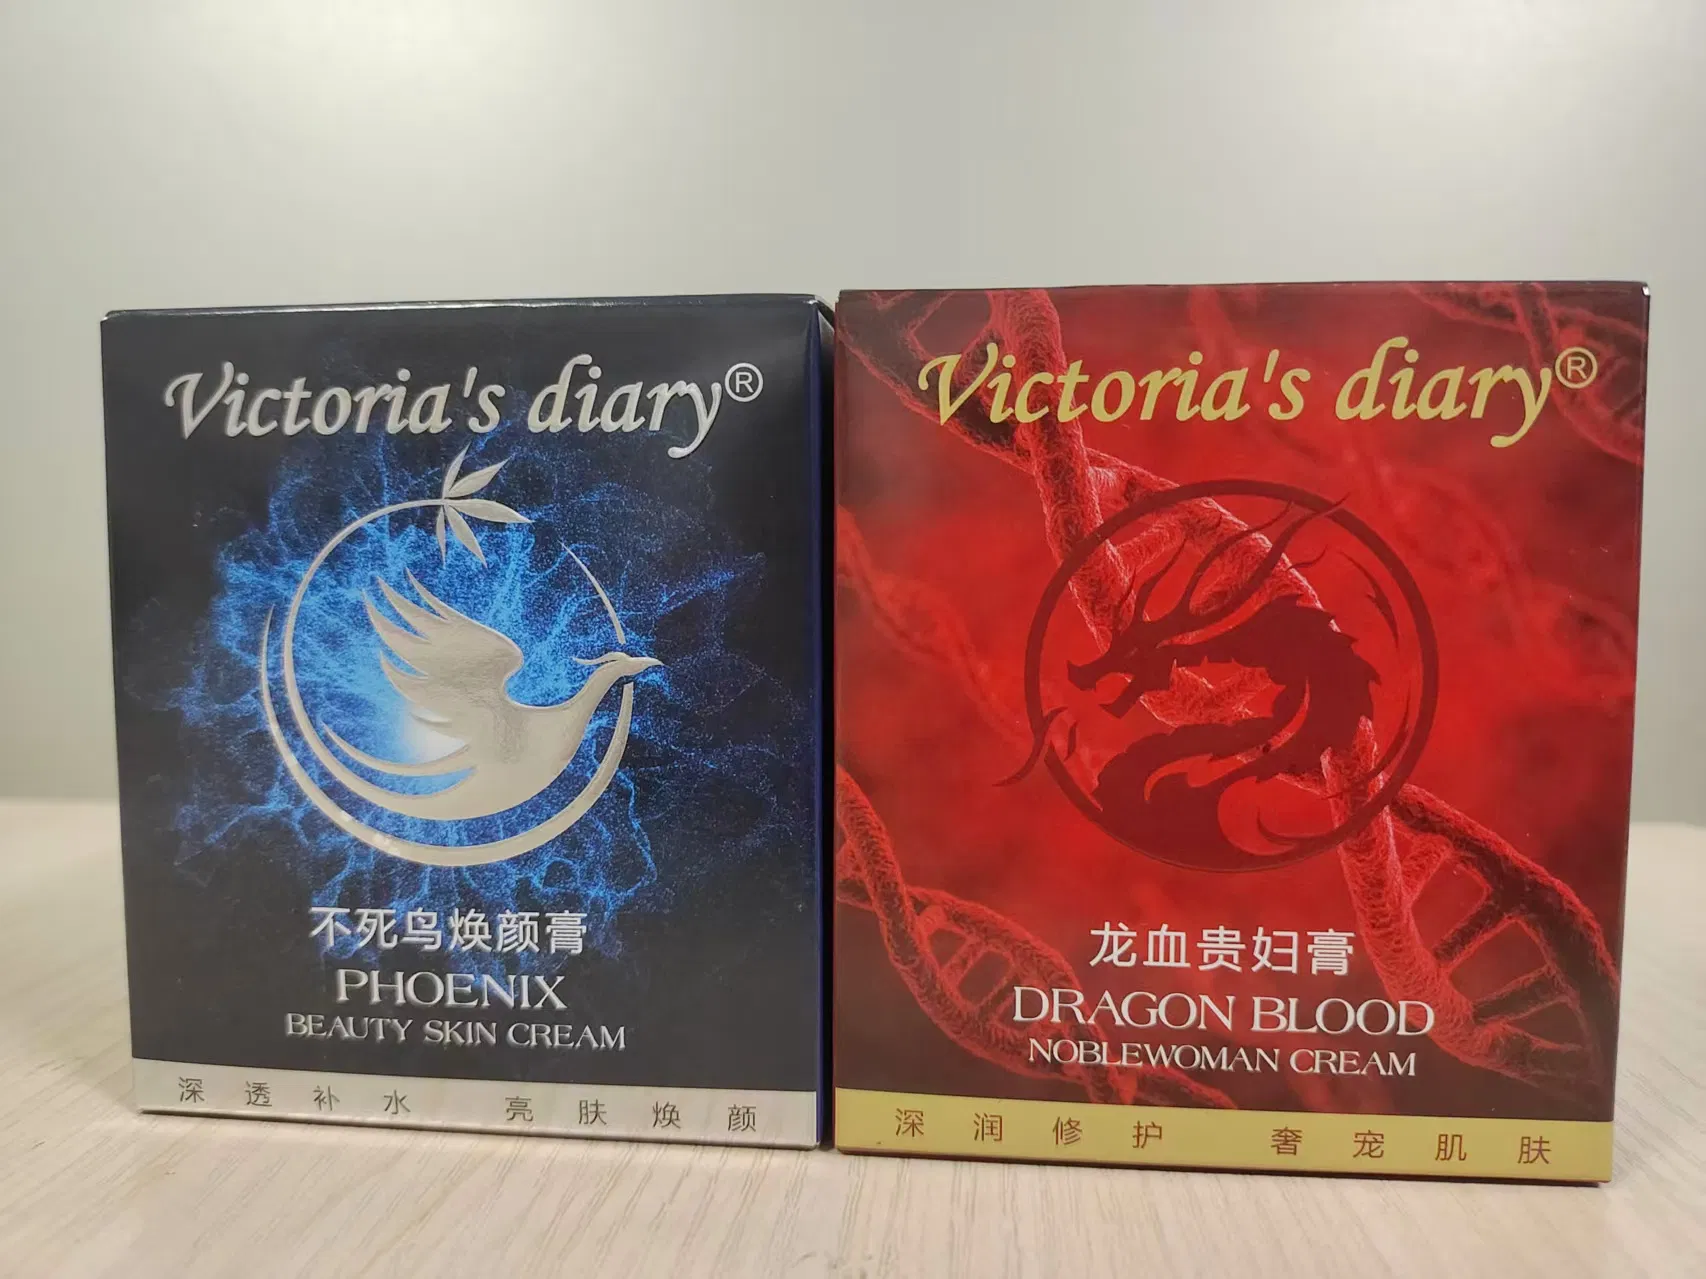 Victoria's diary®
不死鸟焕颜膏
PHOENIX
BEAUTY SKIN CREAM
深透补水 亮肤焕颜
Victoria's diary®
龙血贵妇膏
DRAGON BLOOD
NOBLEWOMAN CREAM
深润修护 奢宠肌肤